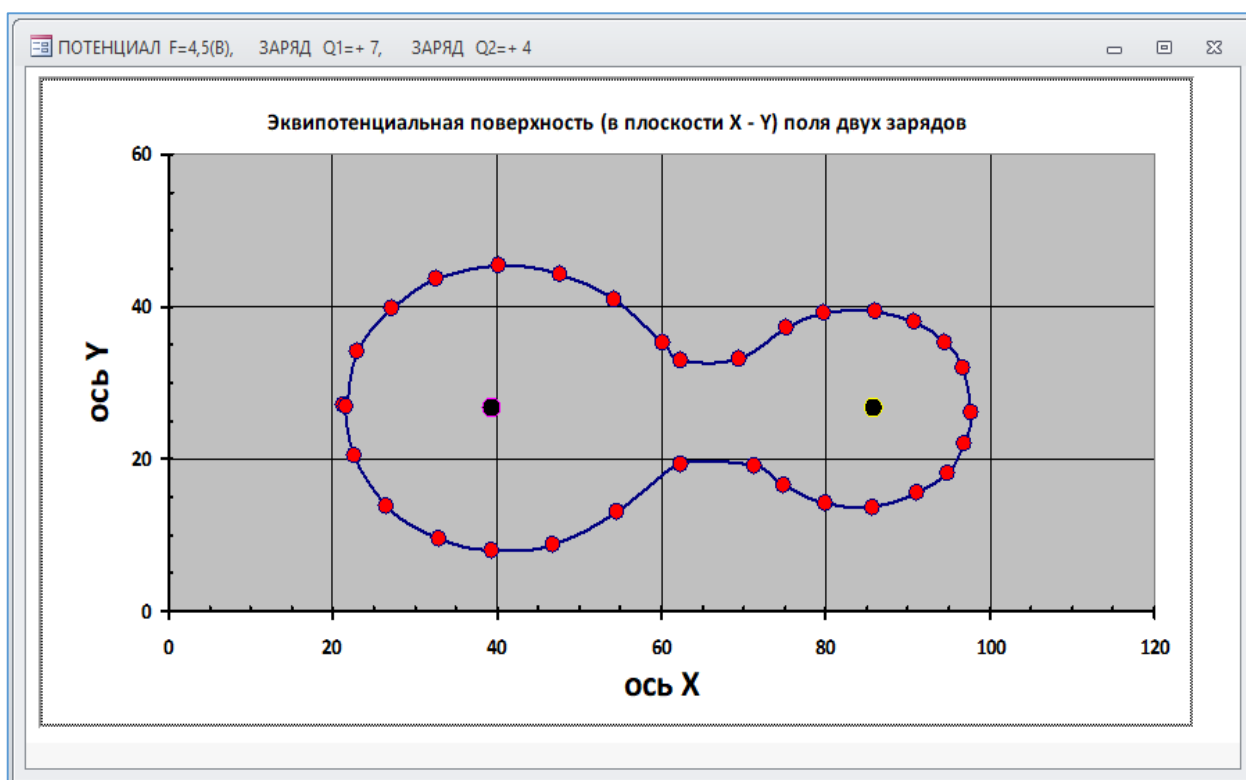 ПОТЕНЦИАЛ F=4,5(В), ЗАРЯД Q1=+ 7, ЗАРЯД Q2=+ 4
Эквипотенциальная поверхность (в плоскости X - Y) поля двух зарядов
60
40
20
0
ось Y
0 20 40 60 80 100 120
ось X